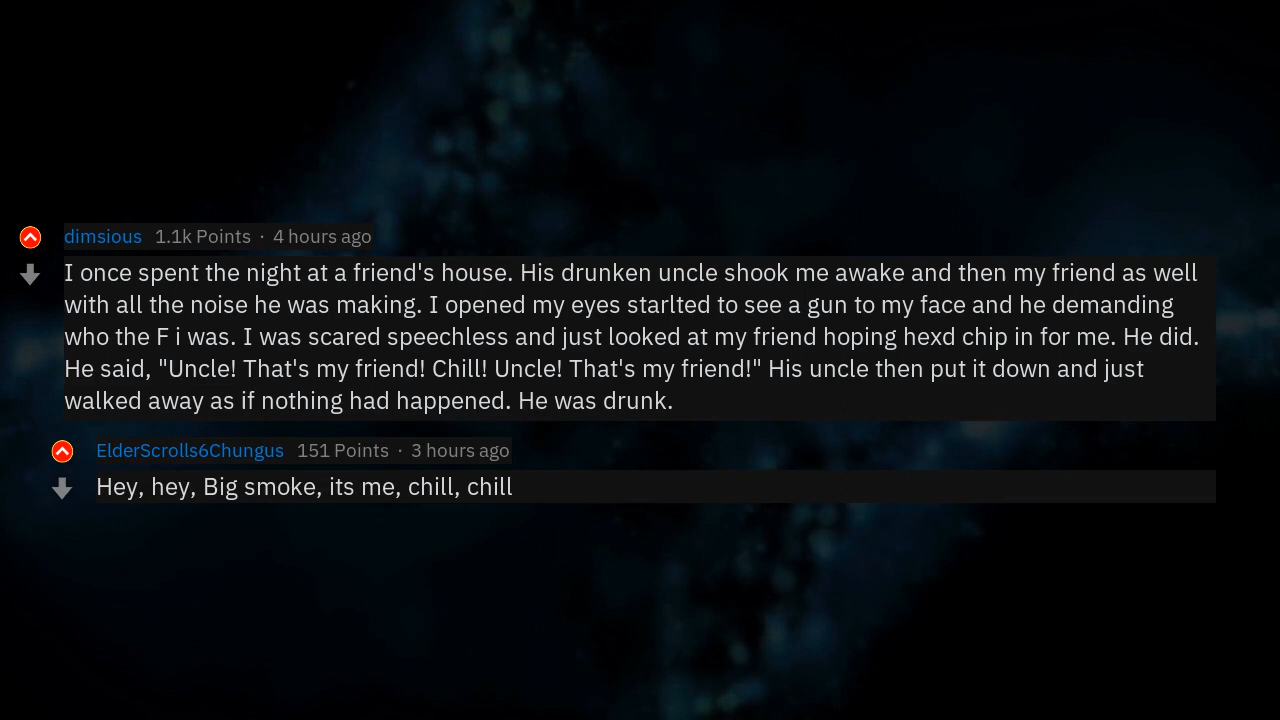 dimsious 1.1k Points · 4 hours ago
I once spent the night at a friend's house. His drunken uncle shook me awake and then my friend as well
with all the noise he was making. I opened my eyes starlted to see a gun to my face and he demanding
who the F i was. I was scared speechless and just looked at my friend hoping hexd chip in for me. He did.
He said, "Uncle! That's my friend! Chill! Uncle! That's my friend!" His uncle then put it down and just
walked away as if nothing had happened. He was drunk.
ElderScrolls6Chungus 151 Points · 3 hours ago
Hey, hey, Big smoke, its me, chill, chill